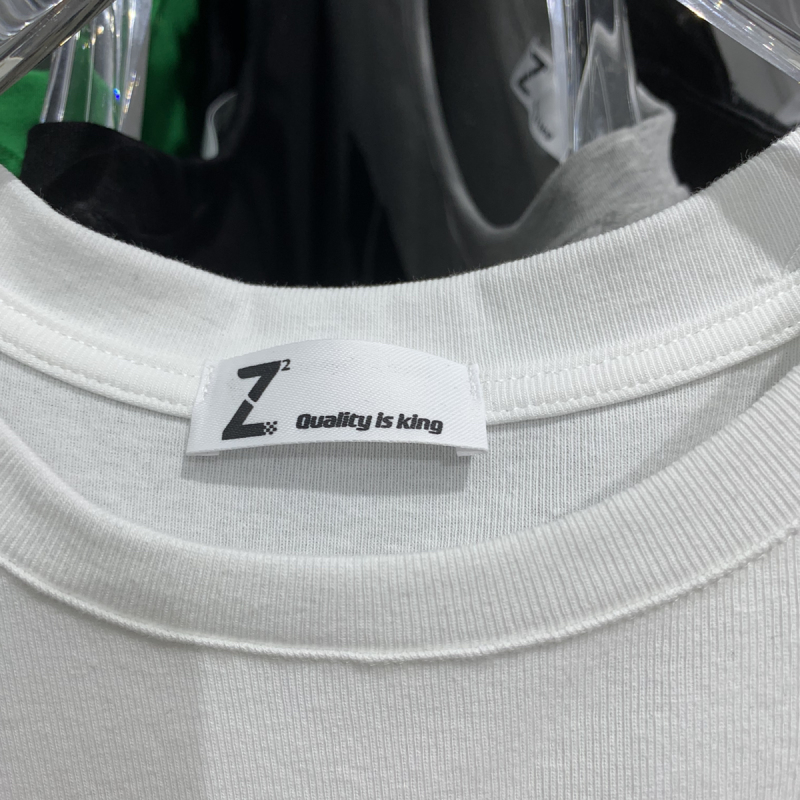 Z²
Quality is king
Z